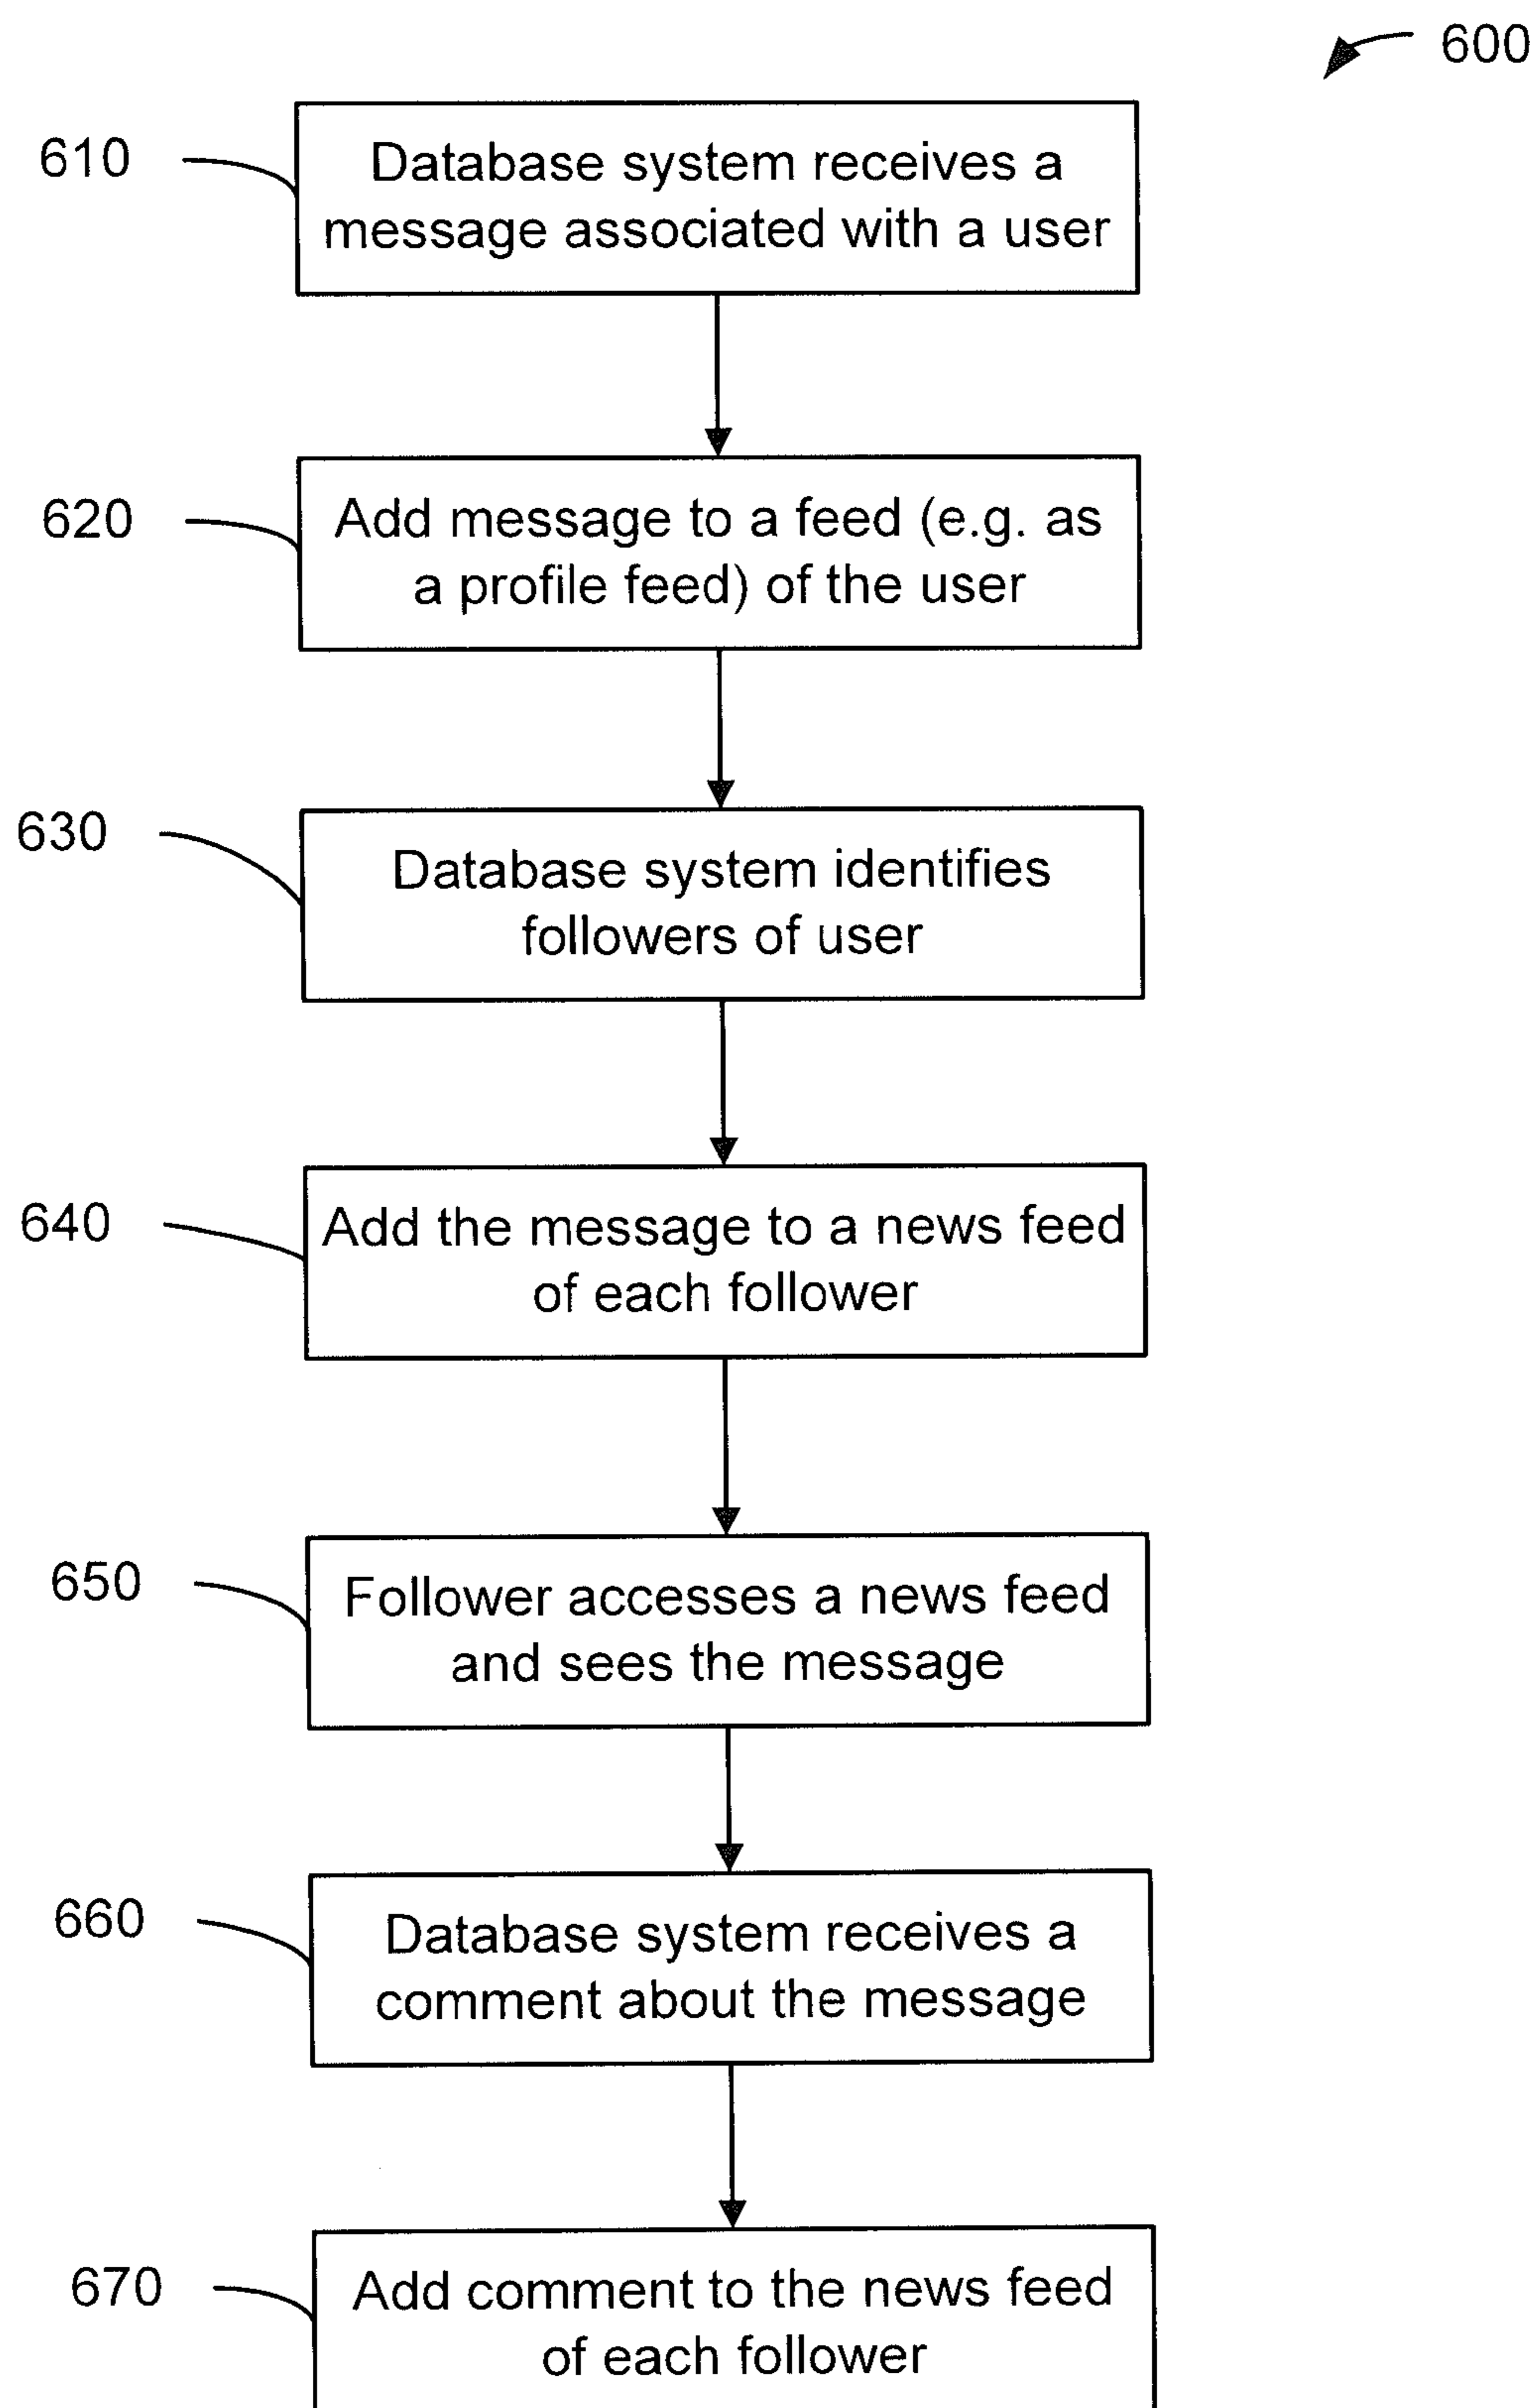 600
610
Database system receives a
message associated with a user
620
Add message to a feed (e.g. as
a profile feed) of the user
630
Database system identifies
followers of user
640
Add the message to a news feed
of each follower
650
Follower accesses a news feed
and sees the message
660
Database system receives a
comment about the message
670
Add comment to the news feed
of each follower